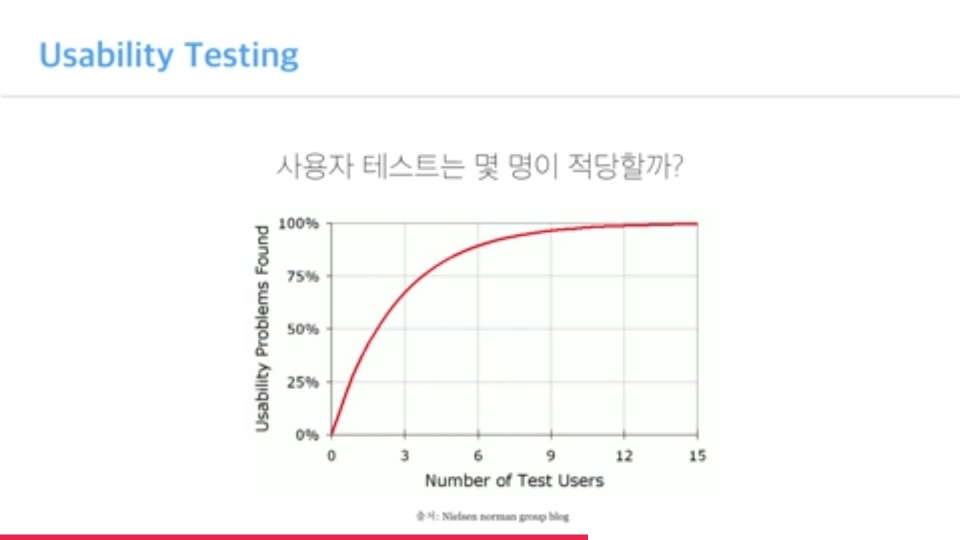 Usability Testing
사용자 테스트는 몇 명이 적당할까?
Usability Problems Found
100%
75%
50%
25%
0%
0 3 6 9 12 15
Number of Test Users
출처: Nielsen norman group blog